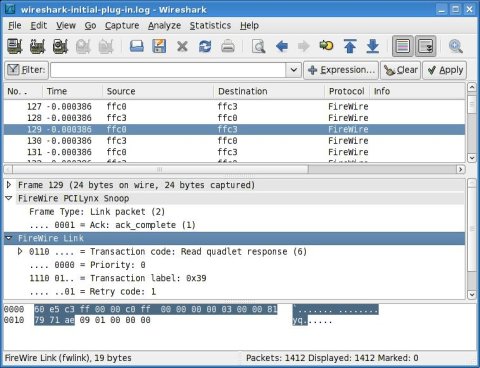 wireshark-initial-plug-in.log - Wireshark
File Edit View Go Capture Analyze Statistics Help
Filter: Expression... Clear Apply
No. . Time Source Destination Protocol Info
127 -0.000386 ffc0 ffc3 FireWire
128 -0.000386 ffc3 ffc0 FireWire
129 -0.000386 ffc0 ffc3 FireWire
130 -0.000386 ffc3 ffc0 FireWire
131 -0.000386 ffc0 ffc3 FireWire
Frame 129 (24 bytes on wire, 24 bytes captured)
FireWire PCILynx Snoop
Frame Type: Link packet (2)
.... 0001 = Ack: ack_complete (1)
FireWire Link
0110 .... = Transaction code: Read quadlet response (6)
.... 0000 = Priority: 0
1110 01.. = Transaction label: 0x39
.... ..01 = Retry code: 1
0000 60 e5 c3 ff 00 00 c0 ff 00 00 00 00 03 00 00 81 `....... ........
0010 79 71 ae 09 01 00 00 00 yq......
FireWire Link (fwlink), 19 bytes Packets: 1412 Displayed: 1412 Marked: 0